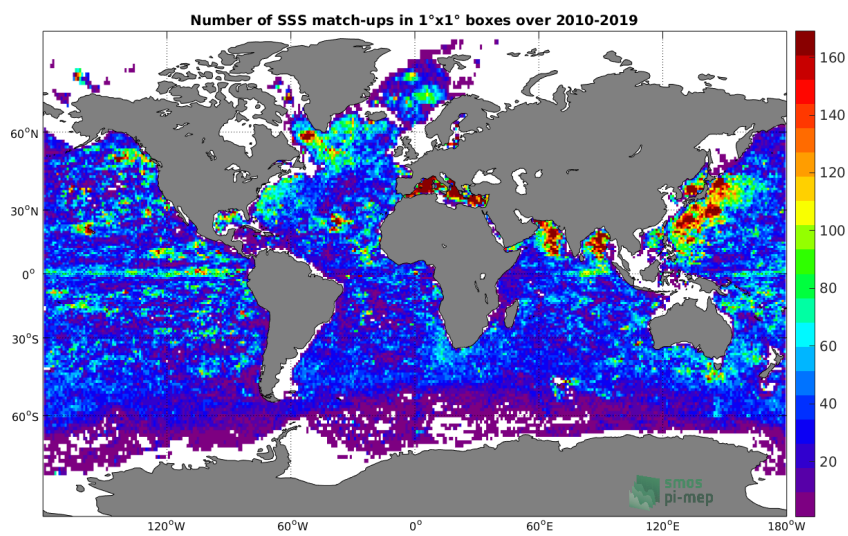 Number of SSS match-ups in 1°x1° boxes over 2010-2019
160
140
120
100
80
60
40
20
60°N
30°N
0°
30°S
60°S
120°W
60°W
0°
60°E
120°E
180°W
smos
pi-mep